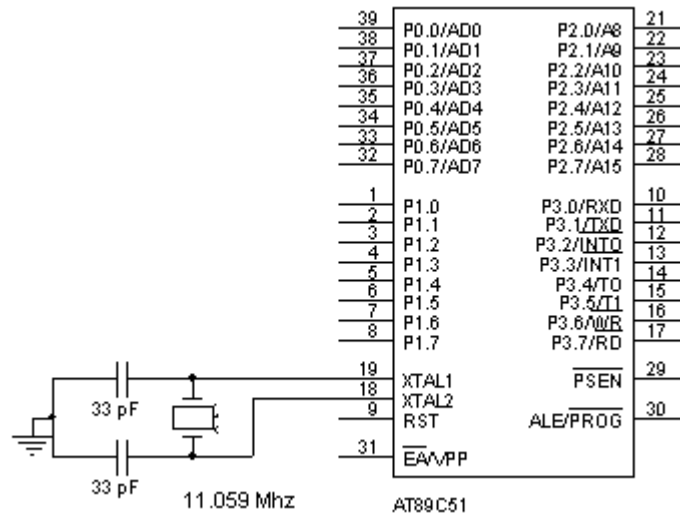 39 P0.0/AD0 P2.0/A8 21
38 P0.1/AD1 P2.1/A9 22
37 P0.2/AD2 P2.2/A10 23
36 P0.3/AD3 P2.3/A11 24
35 P0.4/AD4 P2.4/A12 25
34 P0.5/AD5 P2.5/A13 26
33 P0.6/AD6 P2.6/A14 27
32 P0.7/AD7 P2.7/A15 28
1 P1.0 P3.0/RXD 10
2 P1.1 P3.1/TXD 11
3 P1.2 P3.2/INT0 12
4 P1.3 P3.3/INT1 13
5 P1.4 P3.4/T0 14
6 P1.5 P3.5/T1 15
7 P1.6 P3.6/WR 16
8 P1.7 P3.7/RD 17
19 XTAL1 PSEN 29
18 XTAL2
33 pF
9 RST ALE/PROG 30
31 EA/VPP
33 pF
11.059 Mhz
AT89C51